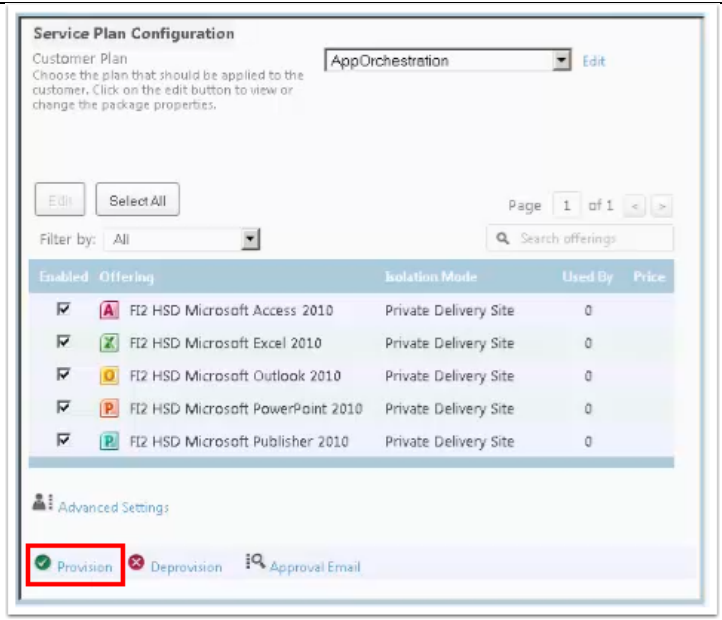 Service Plan Configuration
Customer Plan
Choose the plan that should be applied to the
customer. Click on the edit button to view or
change the package properties.
AppOrchestration Edit
Edit Select All Page 1 of 1 < >
Filter by: All Search offerings
Enabled Offering Isolation Mode Used By Price
FI2 HSD Microsoft Access 2010 Private Delivery Site 0
FI2 HSD Microsoft Excel 2010 Private Delivery Site 0
FI2 HSD Microsoft Outlook 2010 Private Delivery Site 0
FI2 HSD Microsoft PowerPoint 2010 Private Delivery Site 0
FI2 HSD Microsoft Publisher 2010 Private Delivery Site 0
Advanced Settings
Provision Deprovision Approval Email